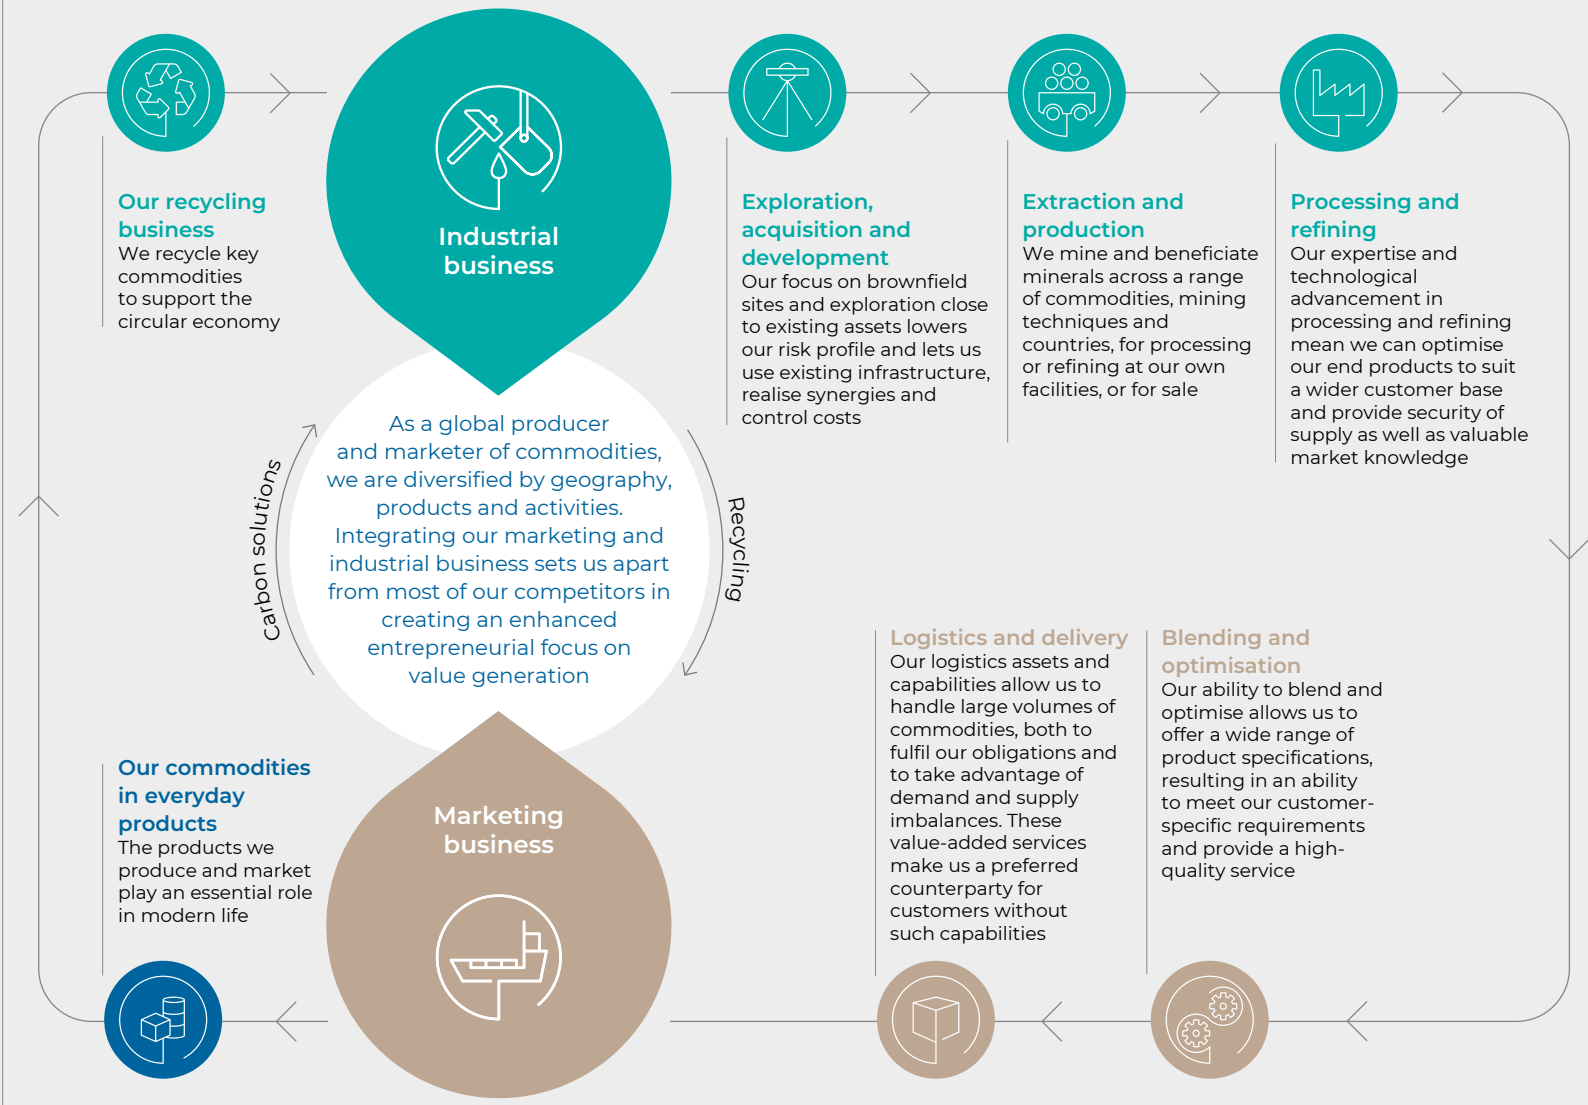 Our recycling
business
We recycle key
commodities
to support the
circular economy
Industrial
business
Exploration,
acquisition and
development
Our focus on brownfield
sites and exploration close
to existing assets lowers
our risk profile and lets us
use existing infrastructure,
realise synergies and
control costs
Extraction and
production
We mine and beneficiate
minerals across a range
of commodities, mining
techniques and
countries, for processing
or refining at our own
facilities, or for sale
Processing and
refining
Our expertise and
technological
advancement in
processing and refining
mean we can optimise
our end products to suit
a wider customer base
and provide security of
supply as well as valuable
market knowledge
Carbon solutions
As a global producer
and marketer of commodities,
we are diversified by geography,
products and activities.
Integrating our marketing and
industrial business sets us apart
from most of our competitors in
creating an enhanced
entrepreneurial focus on
value generation
Recycling
Logistics and delivery
Our logistics assets and
capabilities allow us to
handle large volumes of
commodities, both to
fulfil our obligations and
to take advantage of
demand and supply
imbalances. These
value-added services
make us a preferred
counterparty for
customers without
such capabilities
Blending and
optimisation
Our ability to blend and
optimise allows us to
offer a wide range of
product specifications,
resulting in an ability
to meet our customer-
specific requirements
and provide a high-
quality service
Our commodities
in everyday
products
The products we
produce and market
play an essential role
in modern life
Marketing
business